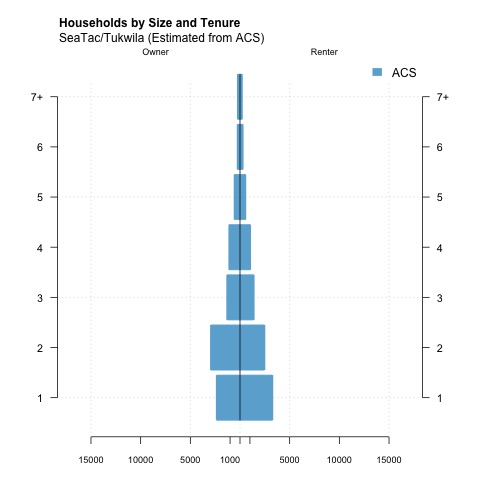 Households by Size and Tenure
SeaTac/Tukwila (Estimated from ACS)
Owner Renter
ACS
7+ 7+
6 6
5 5
4 4
3 3
2 2
1 1
15000 10000 5000 1000 5000 10000 15000